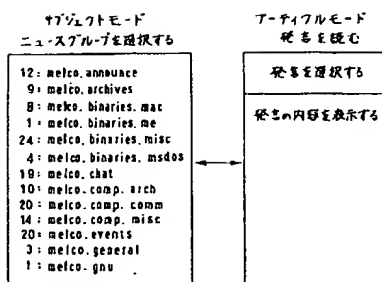 サブジェクトモード
ニュースグループを選択する
12: melco.announce
9: melco.archives
8: melco.binaries.mac
1: melco.binaries.me
24: melco.binaries.misc
4: melco.binaries.msdos
19: melco.chat
10: melco.comp.arch
20: melco.comp.comm
14: melco.comp.misc
20: melco.events
3: melco.general
1: melco.gnu
アーティクルモード
発言を読む
発言を選択する
発言の内容を表示する